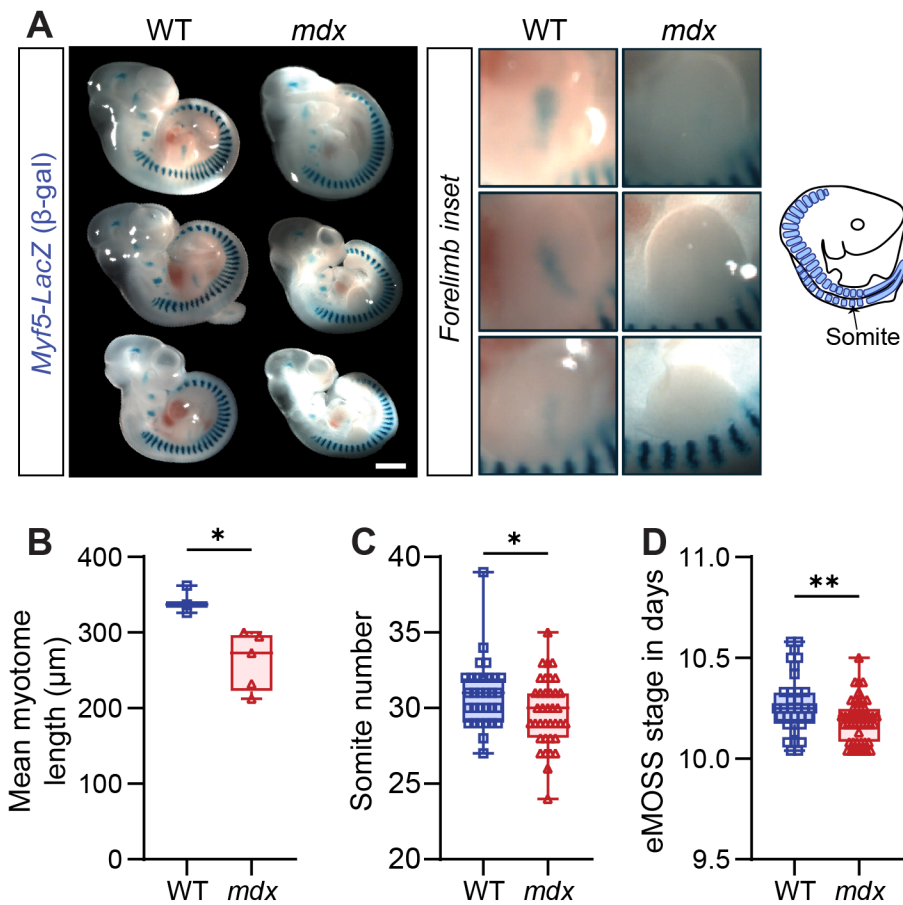 A
WT
mdx
WT
mdx
Myf5-LacZ (β-gal)
Forelimb inset
Somite
B
Mean myotome
length (μm)
400
300
200
100
0
*
WT
mdx
C
Somite number
40
35
30
25
20
*
WT
mdx
D
eMOSS stage in days
11.0
10.5
10.0
9.5
**
WT
mdx